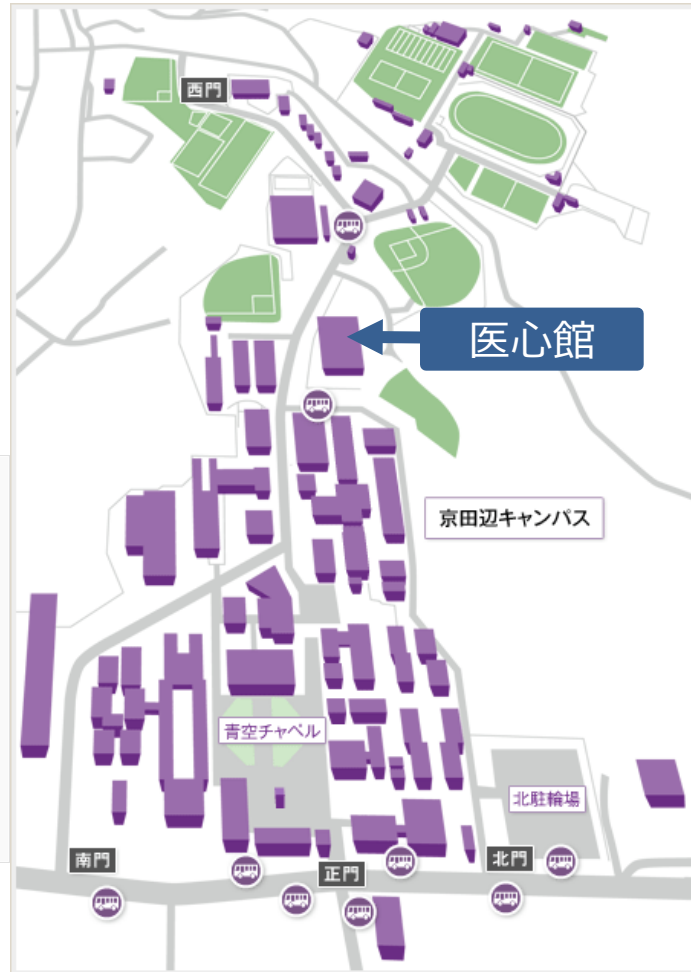 西門
医心館
京田辺キャンパス
青空チャペル
北駐輪場
南門
正門
北門